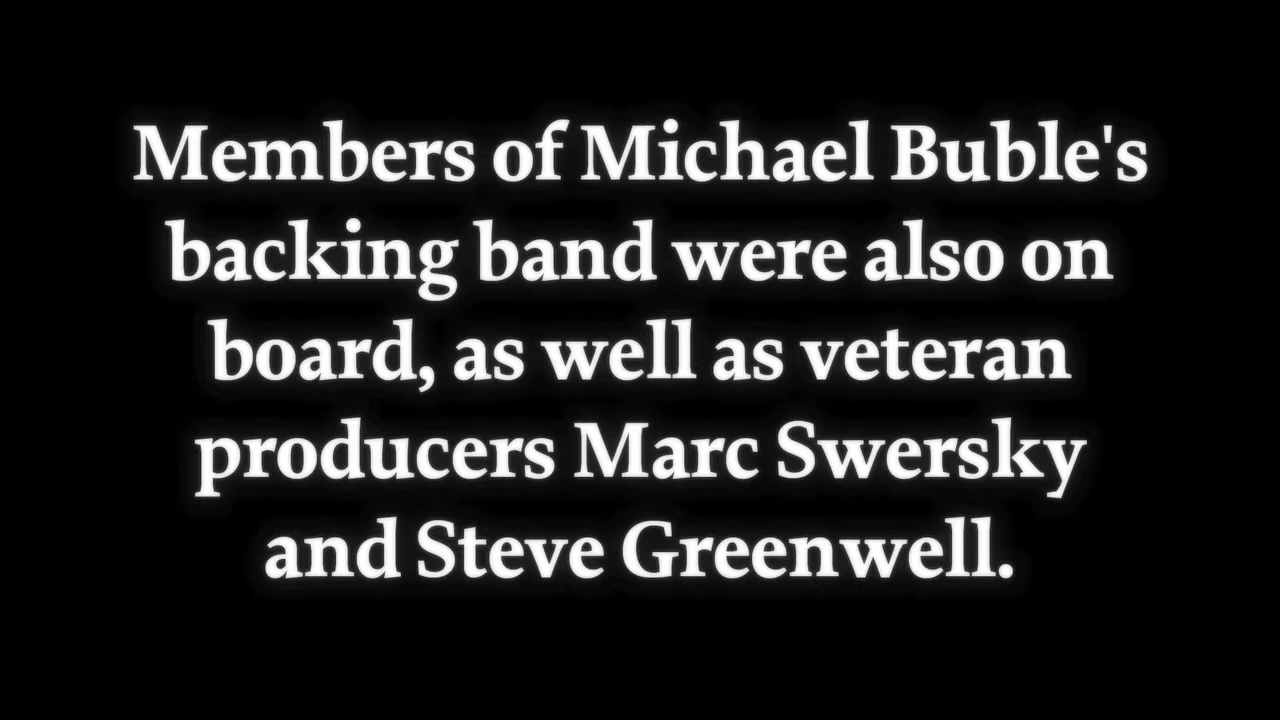 Members of Michael Buble's
backing band were also on
board, as well as veteran
producers Marc Swersky
and Steve Greenwell.